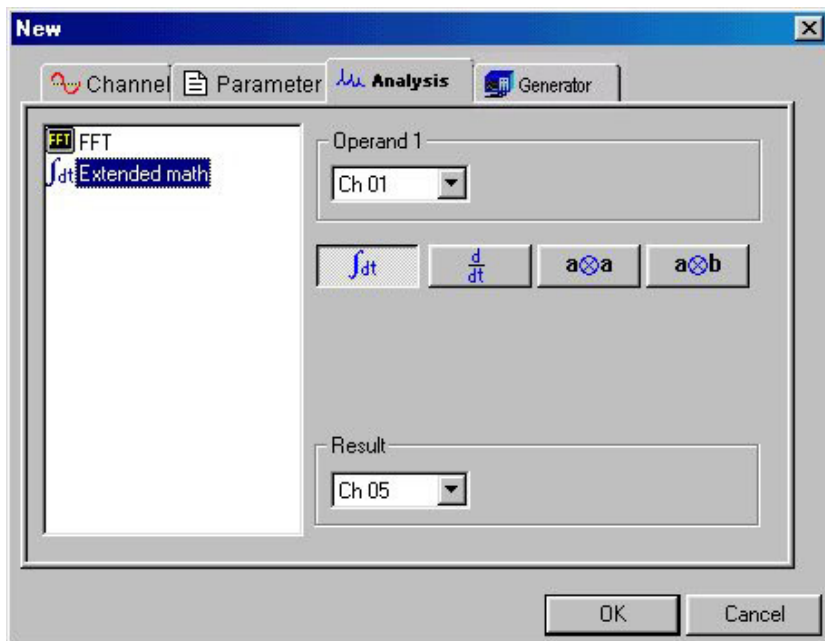 New
Channel Parameter Analysis Generator
FFT FFT
∫dt Extended math
Operand 1
Ch 01
∫dt d/dt a⊗a a⊗b
Result
Ch 05
OK Cancel